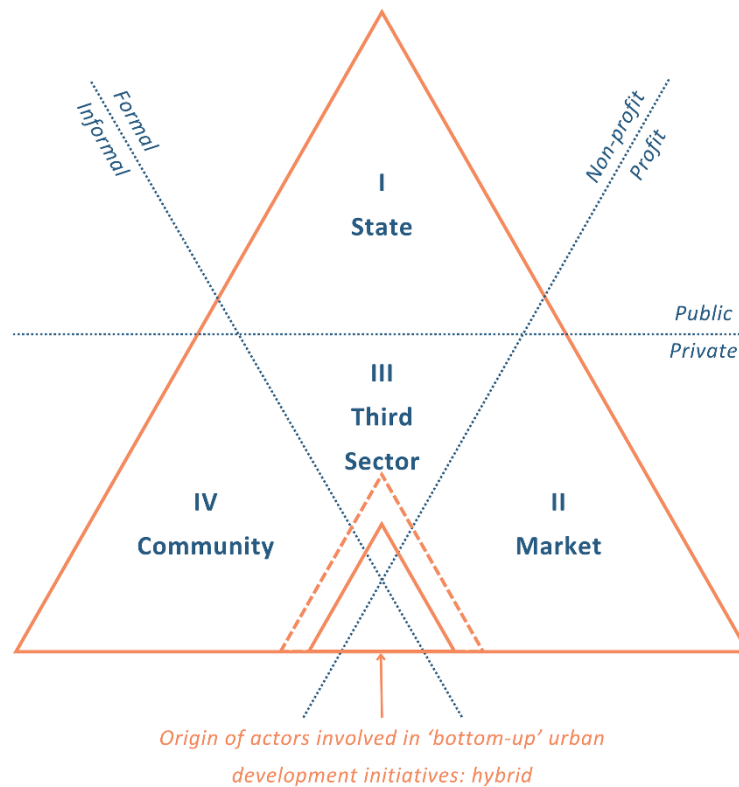 Formal
Informal
Non-profit
Profit
I
State
Public
Private
III
Third
Sector
IV
Community
II
Market
Origin of actors involved in ‘bottom-up’ urban
development initiatives: hybrid